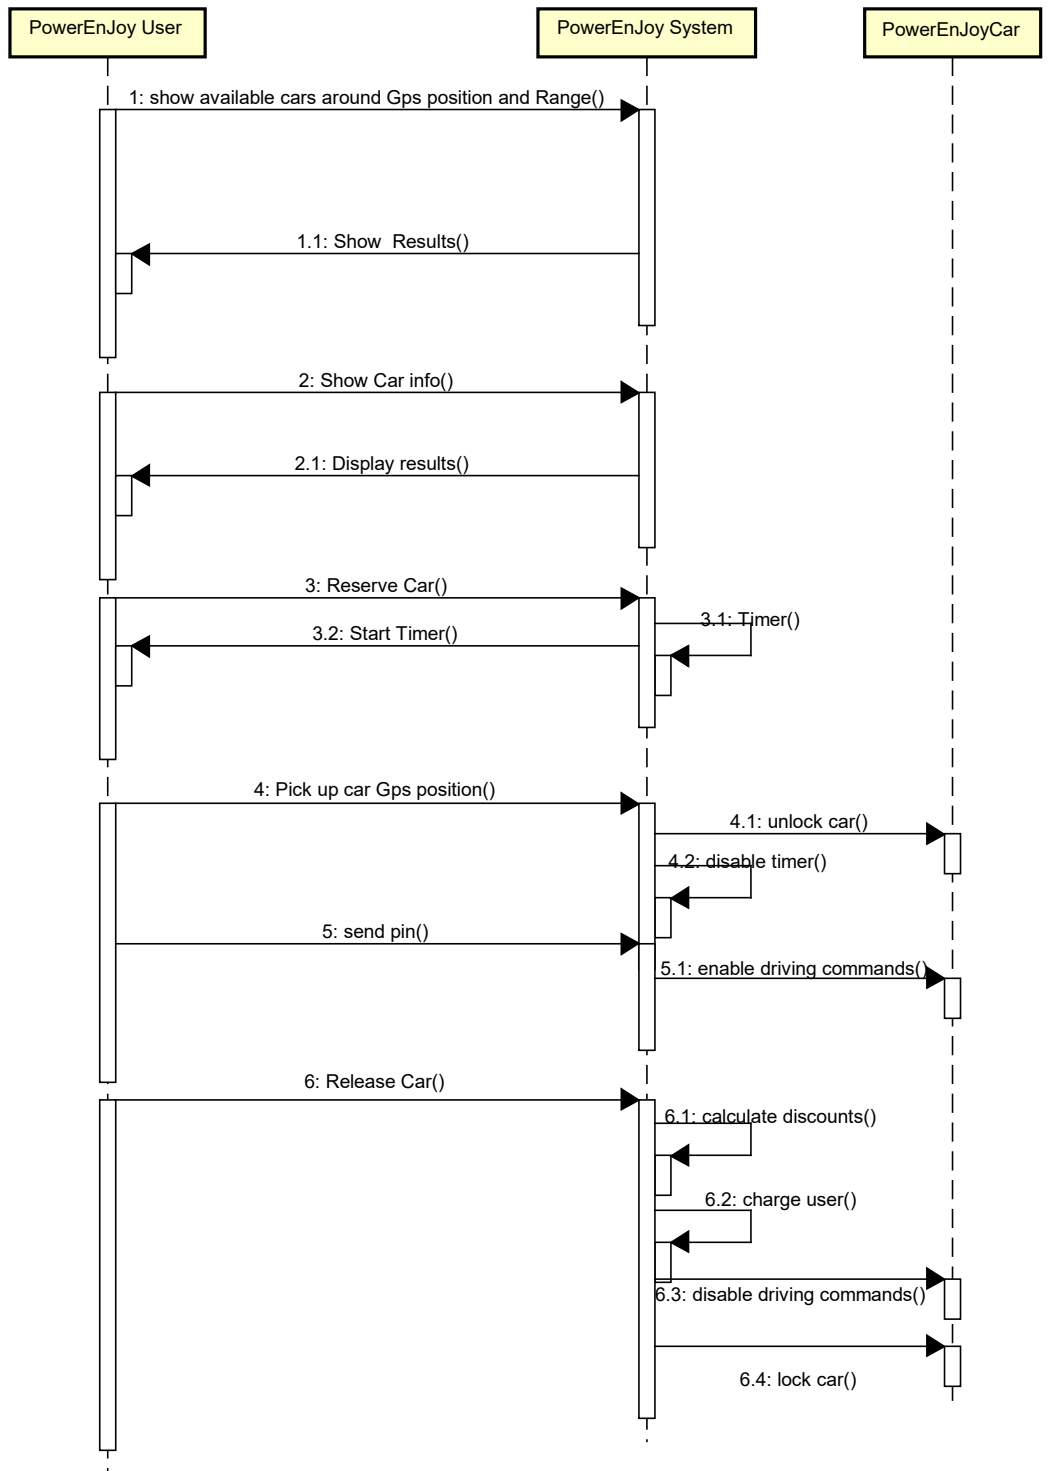 PowerEnJoy User
PowerEnJoy System
PowerEnJoyCar
1: show available cars around Gps position and Range()
1.1: Show  Results()
2: Show Car info()
2.1: Display results()
3: Reserve Car()
3.1: Timer()
3.2: Start Timer()
4: Pick up car Gps position()
4.1: unlock car()
4.2: disable timer()
5: send pin()
5.1: enable driving commands()
6: Release Car()
6.1: calculate discounts()
6.2: charge user()
6.3: disable driving commands()
6.4: lock car()